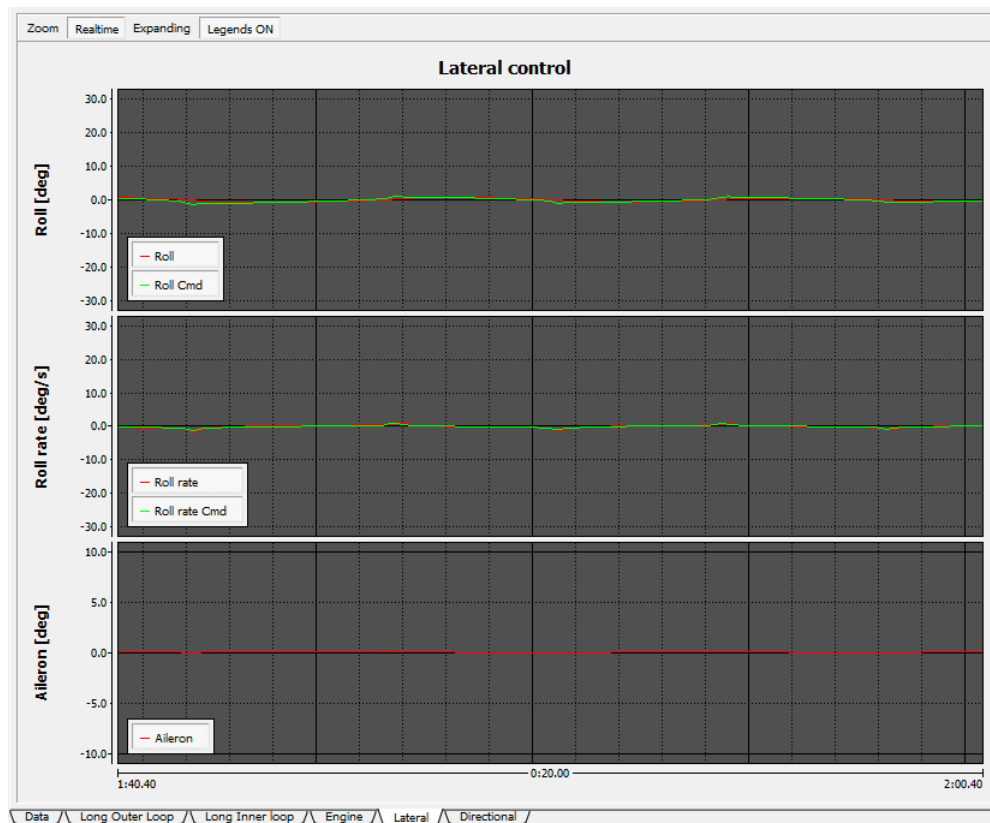 Zoom Realtime Expanding Legends ON
Lateral control
Roll [deg]
30.0
20.0
10.0
0.0
-10.0
-20.0
-30.0
Roll
Roll Cmd
Roll rate [deg/s]
30.0
20.0
10.0
0.0
-10.0
-20.0
-30.0
Roll rate
Roll rate Cmd
Aileron [deg]
10.0
5.0
0.0
-5.0
-10.0
Aileron
0:20.00
1:40.40 2:00.40
Data Long Outer Loop Long Inner loop Engine Lateral Directional